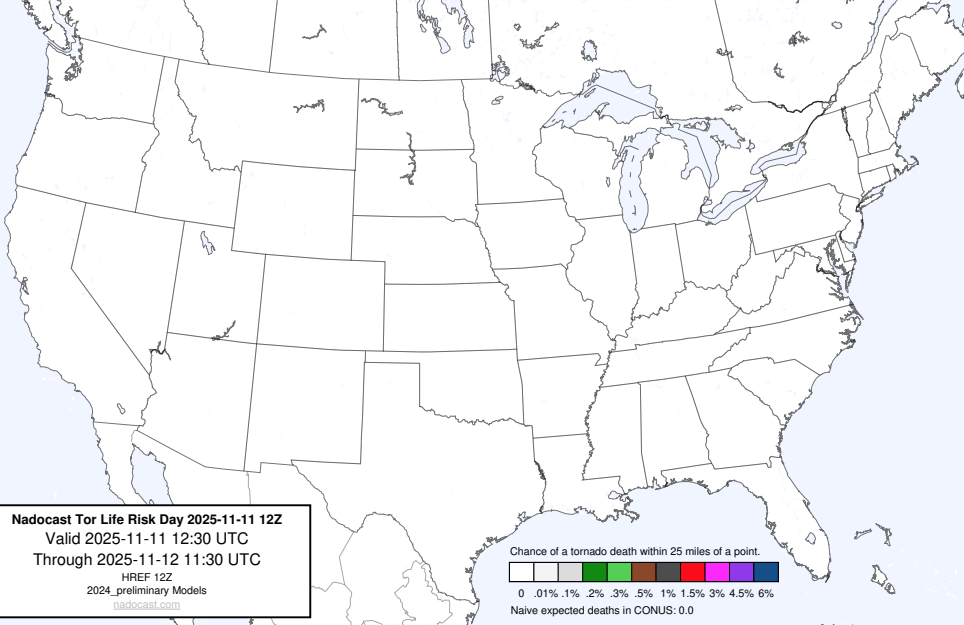 Nadocast Tor Life Risk Day 2025-11-11 12Z
Valid 2025-11-11 12:30 UTC
Through 2025-11-12 11:30 UTC
HREF 12Z
2024_preliminary Models
nadocast.com
Chance of a tornado death within 25 miles of a point.
0 .01% .1% .2% .3% .5% 1% 1.5% 3% 4.5% 6%
Naive expected deaths in CONUS: 0.0